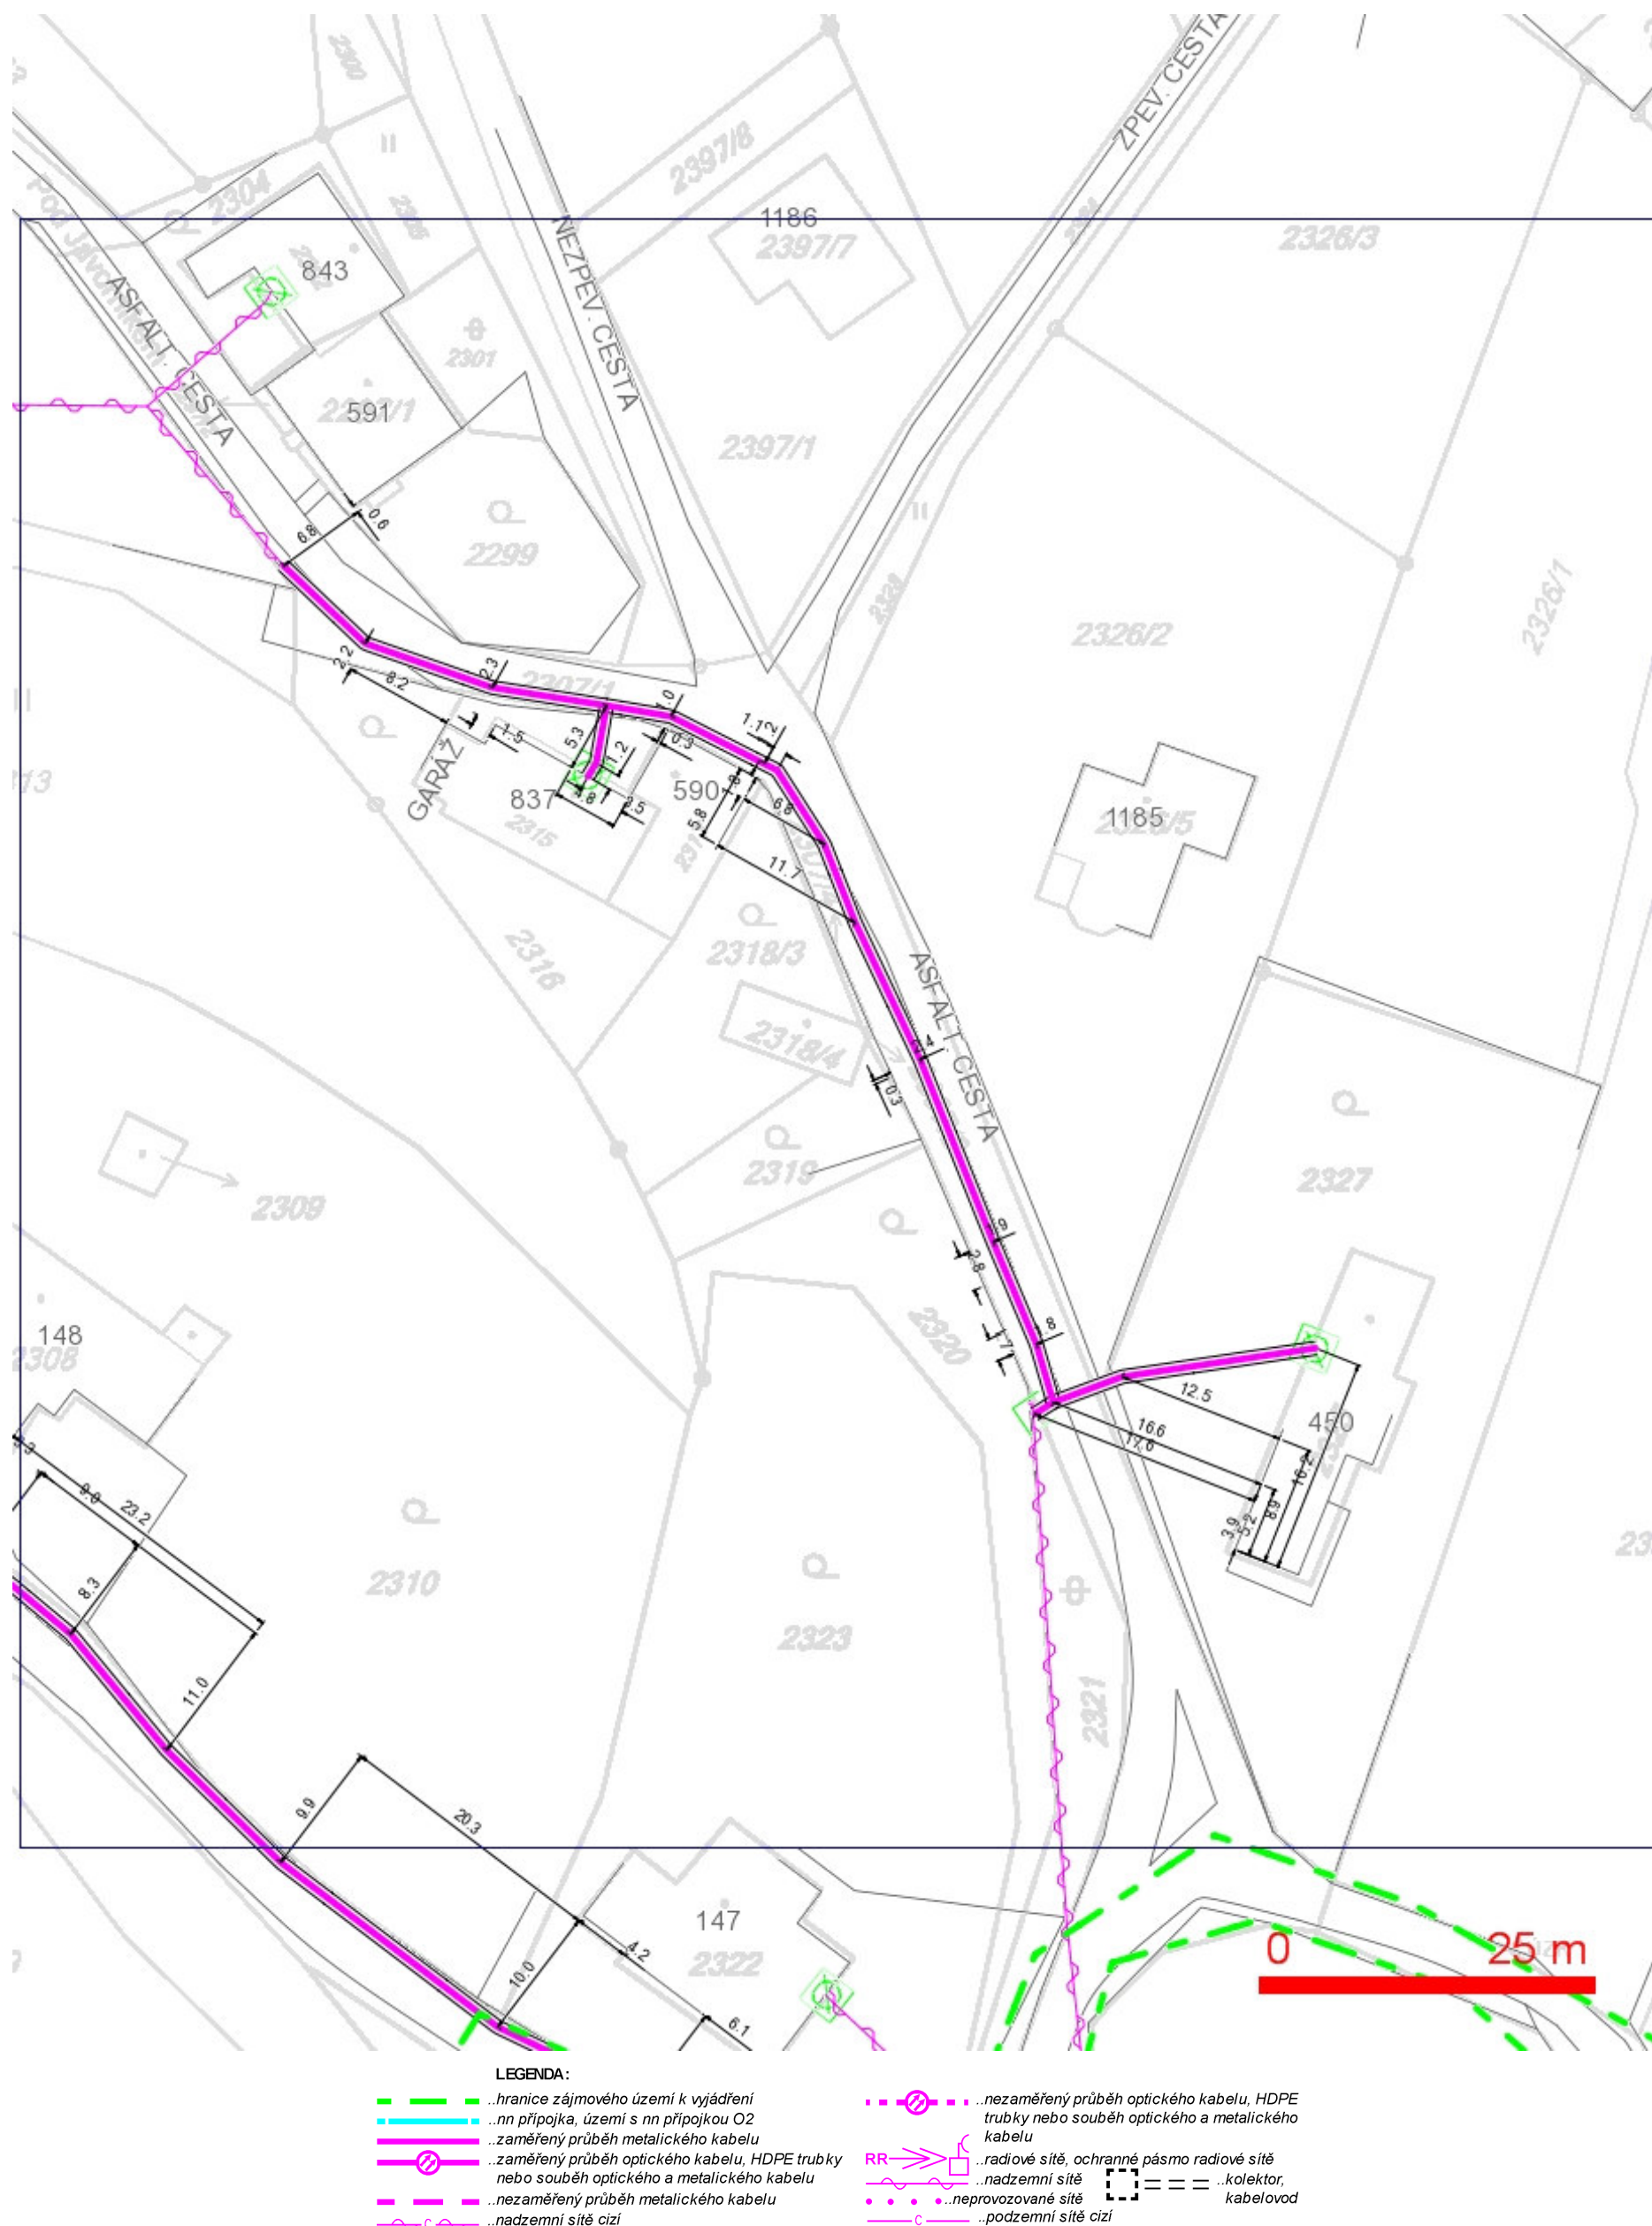 2300
ZPEV. CESTA
2397/8
2304
1186
2397/7
2326/3
NEZPEV. CESTA
843
ASFALT. CESTA
2301
591
2397/1
6.8
0.6
2299
2328
2326/2
2326/1
2.2
8.2
2.3
2307/1
1.0
1.5
5.3
1.2
0.3
1.1
GARÁŽ
837
4.8
590
6.8
5.8
11.7
2315
1185
2326/5
2316
2318/3
2318/4
ASFALT CESTA
0.3
2319
2327
2309
2.8
2320
148
2308
12.5
16.6
17.6
450
16.2
8.9
5.2
3.9
9.0
23.2
8.3
2310
2323
2321
11.0
9.9
20.3
147
2322
4.2
10.0
6.1
0 25 m
LEGENDA:
..hranice zájmového území k vyjádření
..nn přípojka, území s nn přípojkou O2
..zaměřený průběh metalického kabelu
..zaměřený průběh optického kabelu, HDPE trubky
nebo souběh optického a metalického kabelu
..nezaměřený průběh metalického kabelu
C ..nadzemní sítě cizí
..nezaměřený průběh optického kabelu, HDPE
trubky nebo souběh optického a metalického
kabelu
RR ..radiové sítě, ochranné pásmo radiové sítě
..nadzemní sítě
..kolektor,
kabelovod
..neprovozované sítě
C ..podzemní sítě cizí